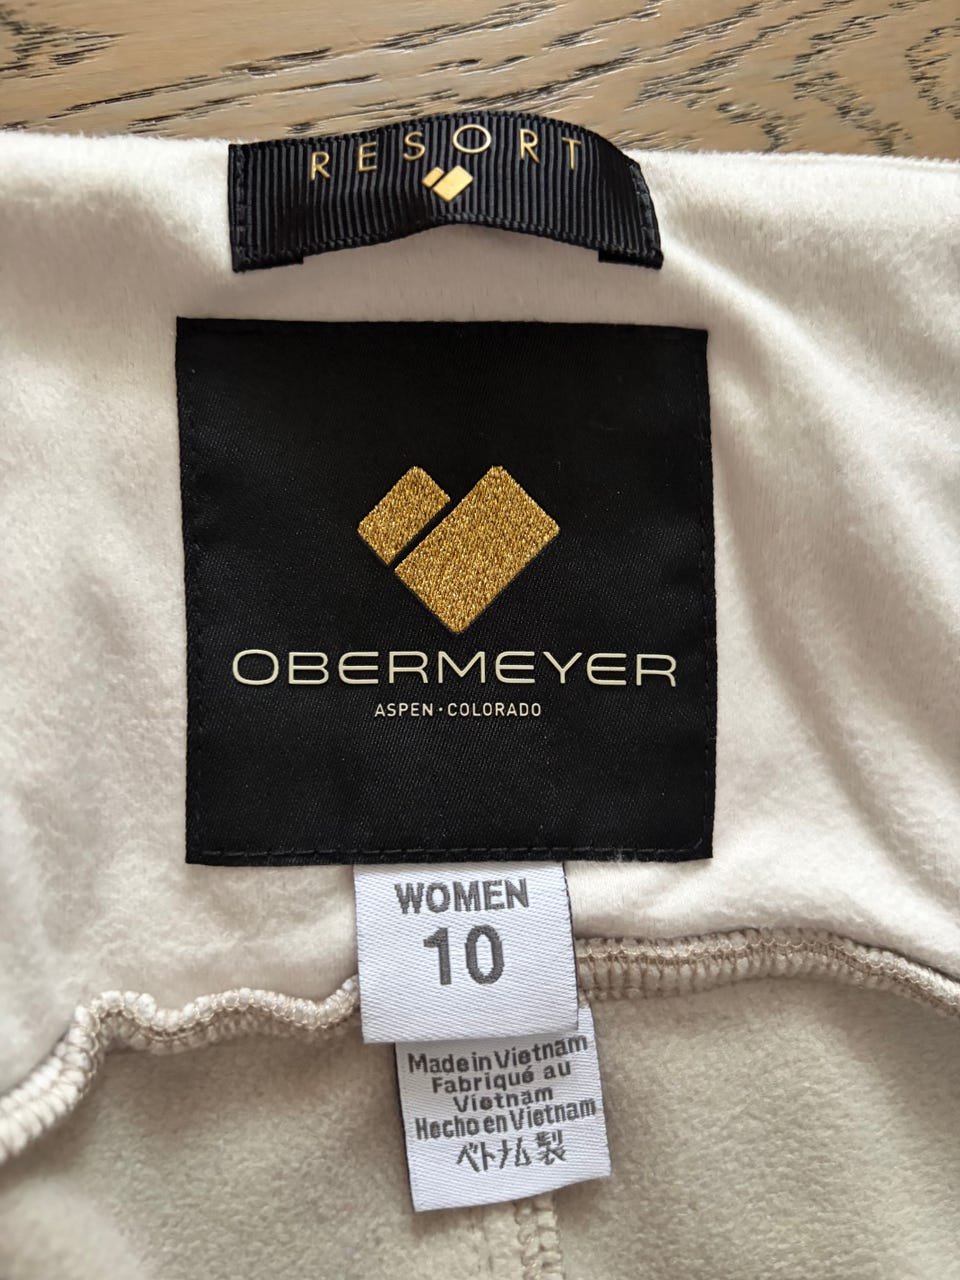 RESORT
OBERMEYER
ASPEN·COLORADO
WOMEN
10
Made in Vietnam
Fabriqué au
Vietnam
Hecho en Vietnam
ベトナム製